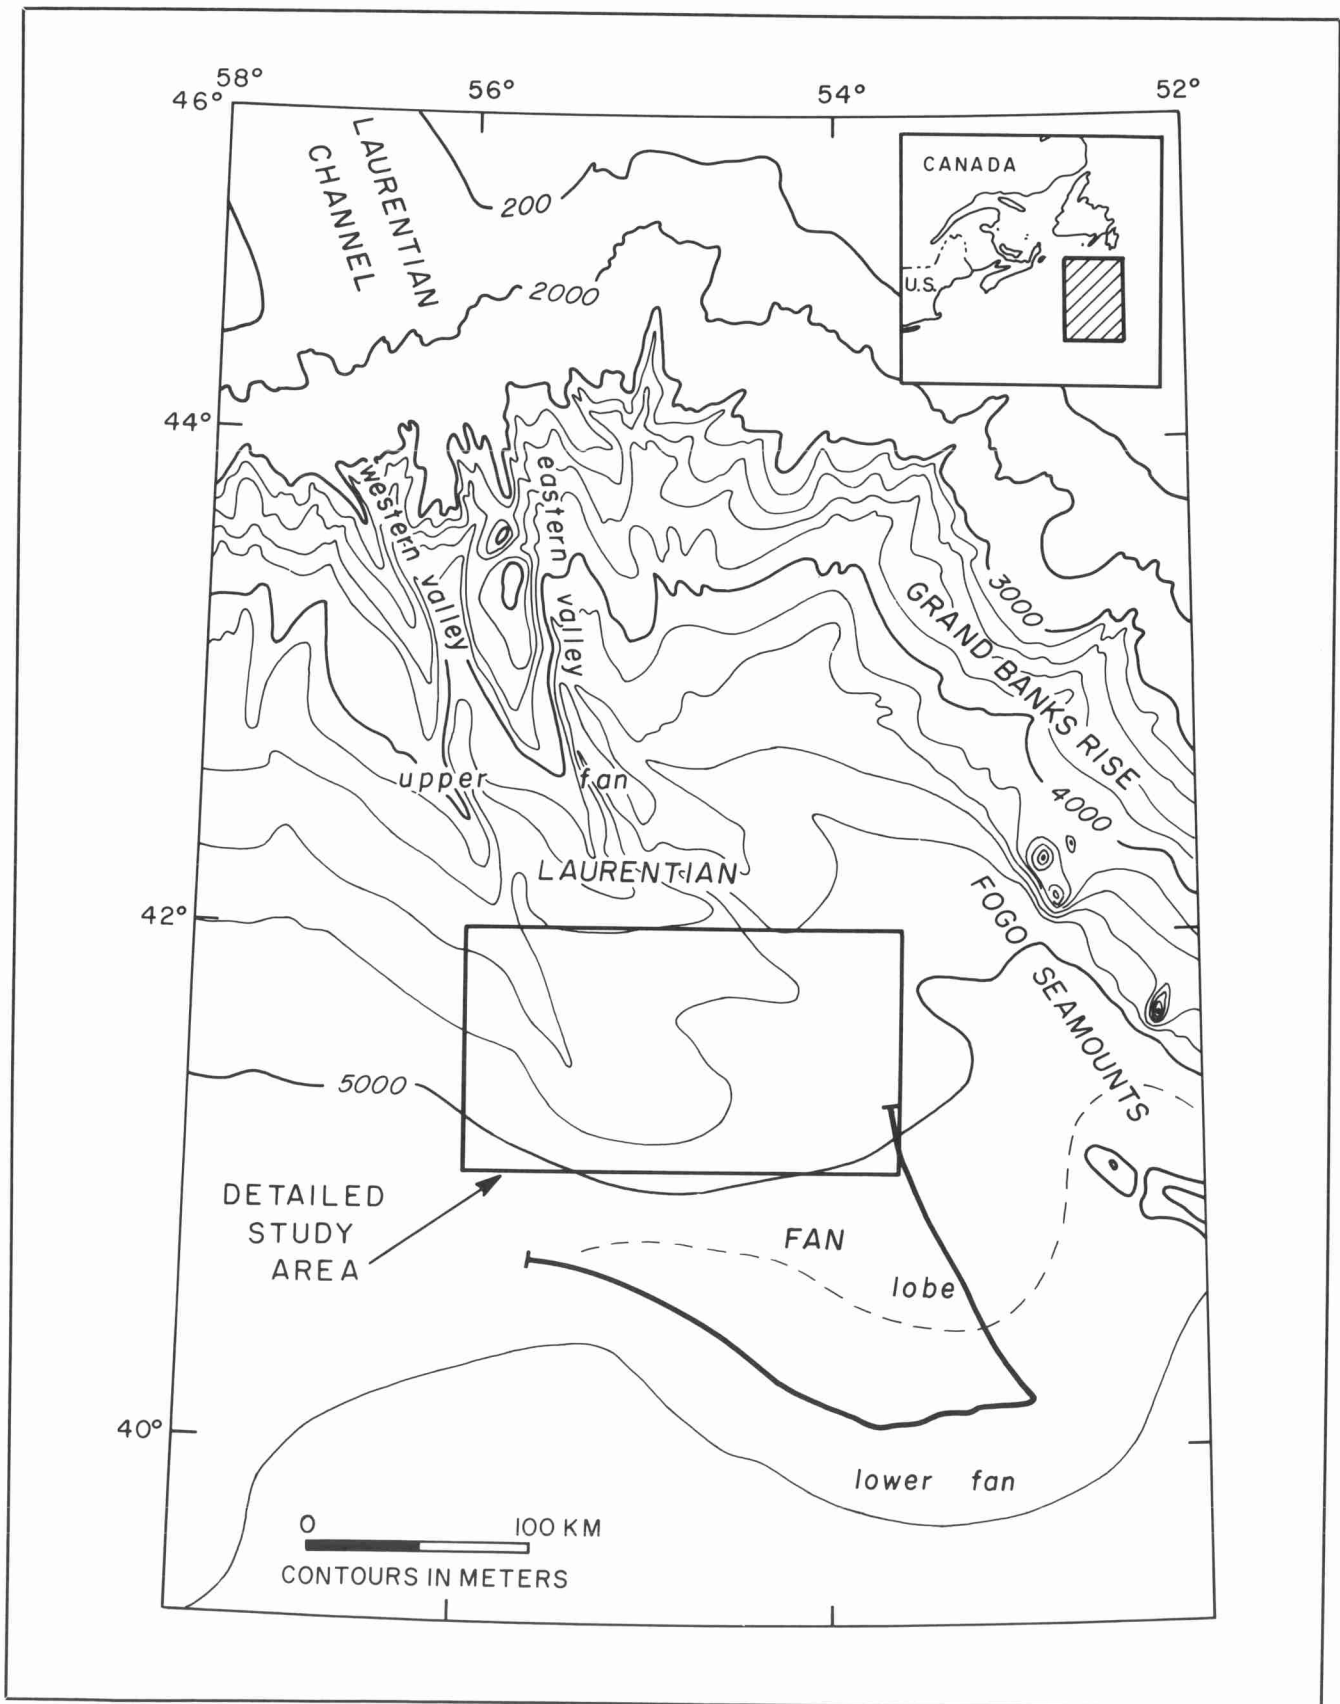 58°
56°
54°
52°
46°
LAURENTIAN
CHANNEL
CANADA
U.S.
200
2000
44°
western valley
eastern valley
3000
GRAND BANKS RISE
4000
upper fan
LAURENTIAN
FOGO SEAMOUNTS
42°
5000
DETAILED
STUDY
AREA
FAN
lobe
40°
lower fan
0 100 KM
CONTOURS IN METERS